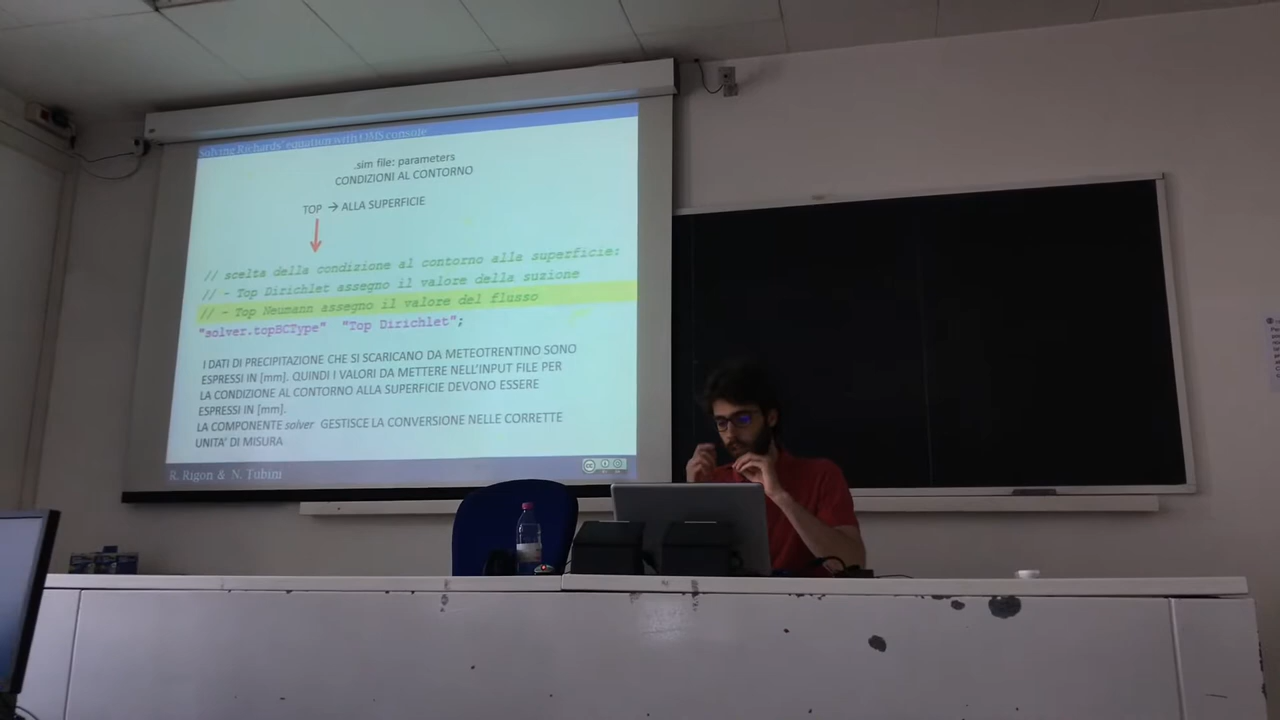 Solving Richards' equation with OMS console
.sim file: parameters
CONDIZIONI AL CONTORNO
TOP → ALLA SUPERFICIE
// scelta della condizione al contorno alla superficie:
// - Top Dirichlet assegno il valore della suzione
// - Top Neumann assegno il valore del flusso
"solver.topBCType" "Top Dirichlet";
I DATI DI PRECIPITAZIONE CHE SI SCARICANO DA METEOTRENTINO SONO
ESPRESSI IN [mm]. QUINDI I VALORI DA METTERE NELL'INPUT FILE PER
LA CONDIZIONE AL CONTORNO ALLA SUPERFICIE DEVONO ESSERE
ESPRESSI IN [mm].
LA COMPONENTE solver GESTISCE LA CONVERSIONE NELLE CORRETTE
UNITA' DI MISURA
R. Rigon & N. Tubini
cc